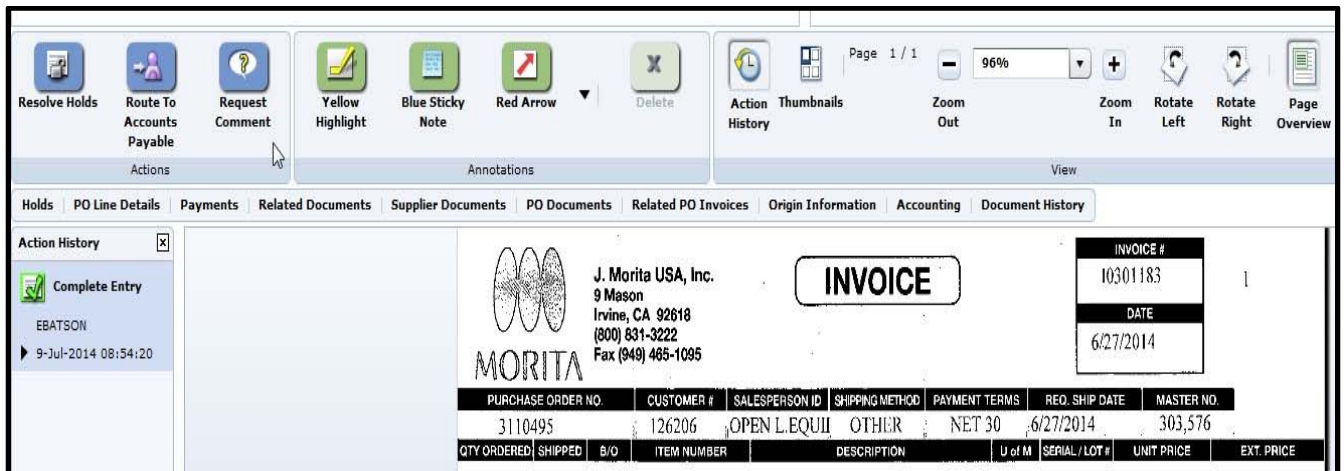 Resolve Holds
Route To Accounts Payable
Request Comment
Actions
Yellow Highlight
Blue Sticky Note
Red Arrow
X
Delete
Annotations
Action History
Thumbnails
Page 1 / 1
Zoom Out
96%
Zoom In
Rotate Left
Rotate Right
Page Overview
View
Holds PO Line Details Payments Related Documents Supplier Documents PO Documents Related PO Invoices Origin Information Accounting Document History
Action History x
Complete Entry
EBATSON
9-Jul-2014 08:54:20
MORITA
J. Morita USA, Inc.
9 Mason
Irvine, CA 92618
(800) 831-3222
Fax (949) 465-1095
INVOICE
INVOICE #
I0301183
1
DATE
6/27/2014
PURCHASE ORDER NO. CUSTOMER # SALESPERSON ID SHIPPING METHOD PAYMENT TERMS REQ. SHIP DATE MASTER NO.
3110495 126206 OPEN L.EQUII OTHER NET 30 6/27/2014 303,576
QTY ORDERED SHIPPED B/O ITEM NUMBER DESCRIPTION U of M SERIAL / LOT # UNIT PRICE EXT. PRICE